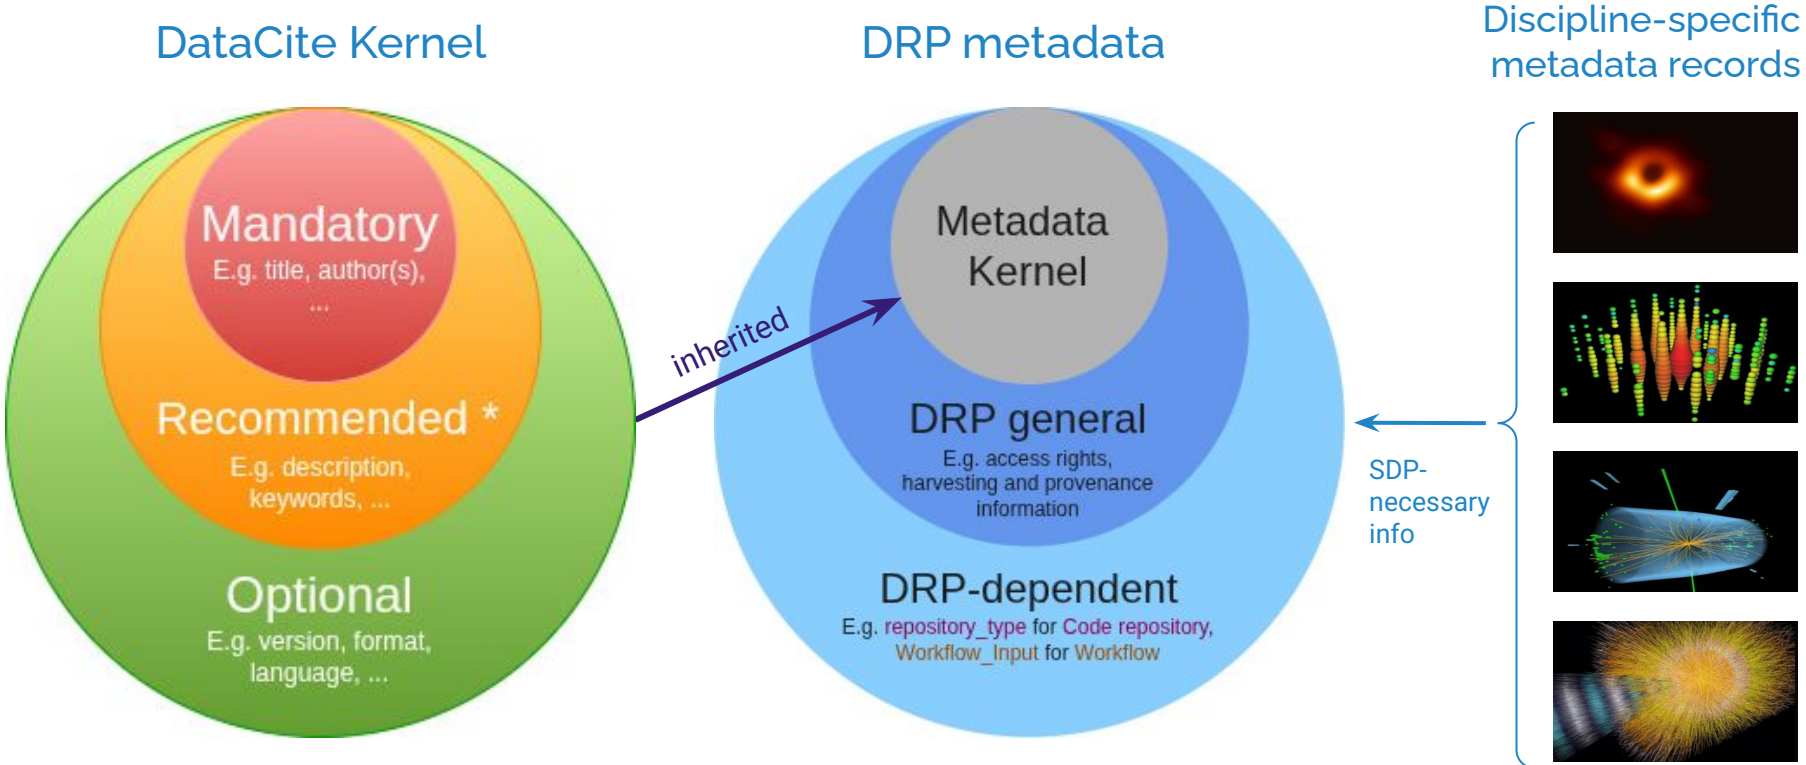 DataCite Kernel
Mandatory
E.g. title, author(s),
...
Recommended *
E.g. description,
keywords, ...
Optional
E.g. version, format,
language, ...
inherited
DRP metadata
Metadata
Kernel
DRP general
E.g. access rights,
harvesting and provenance
information
DRP-dependent
E.g. repository_type for Code repository,
Workflow_Input for Workflow
Discipline-specific
metadata records
SDP-
necessary
info